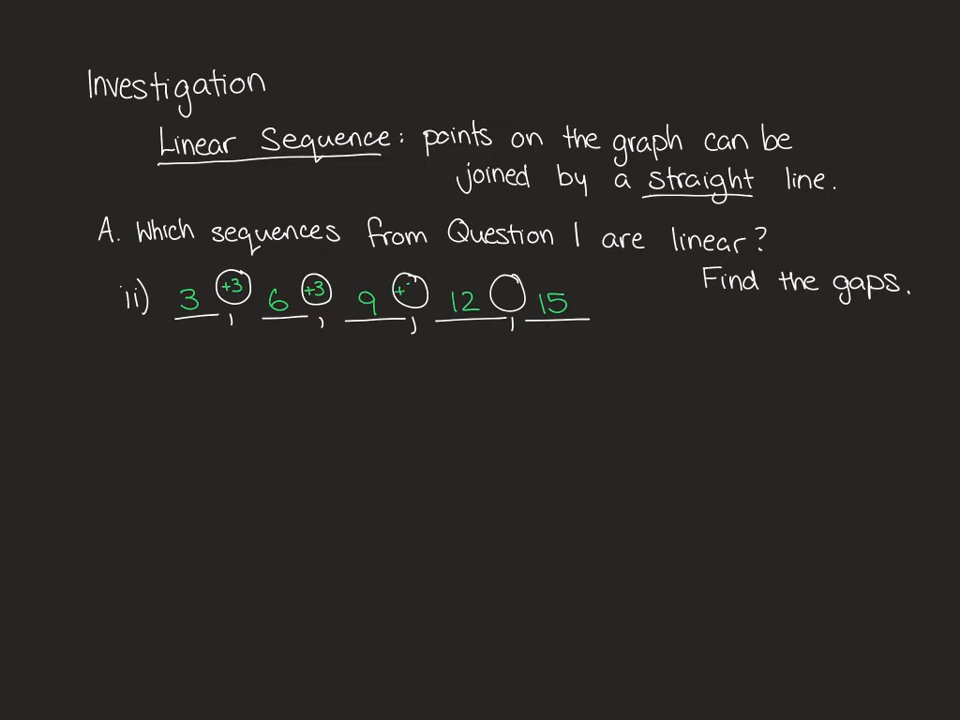 Investigation
Linear Sequence: points on the graph can be
joined by a straight line.
A. Which sequences from Question 1 are linear?
Find the gaps.
ii) 3 +3, 6 +3, 9 +, 12 , 15